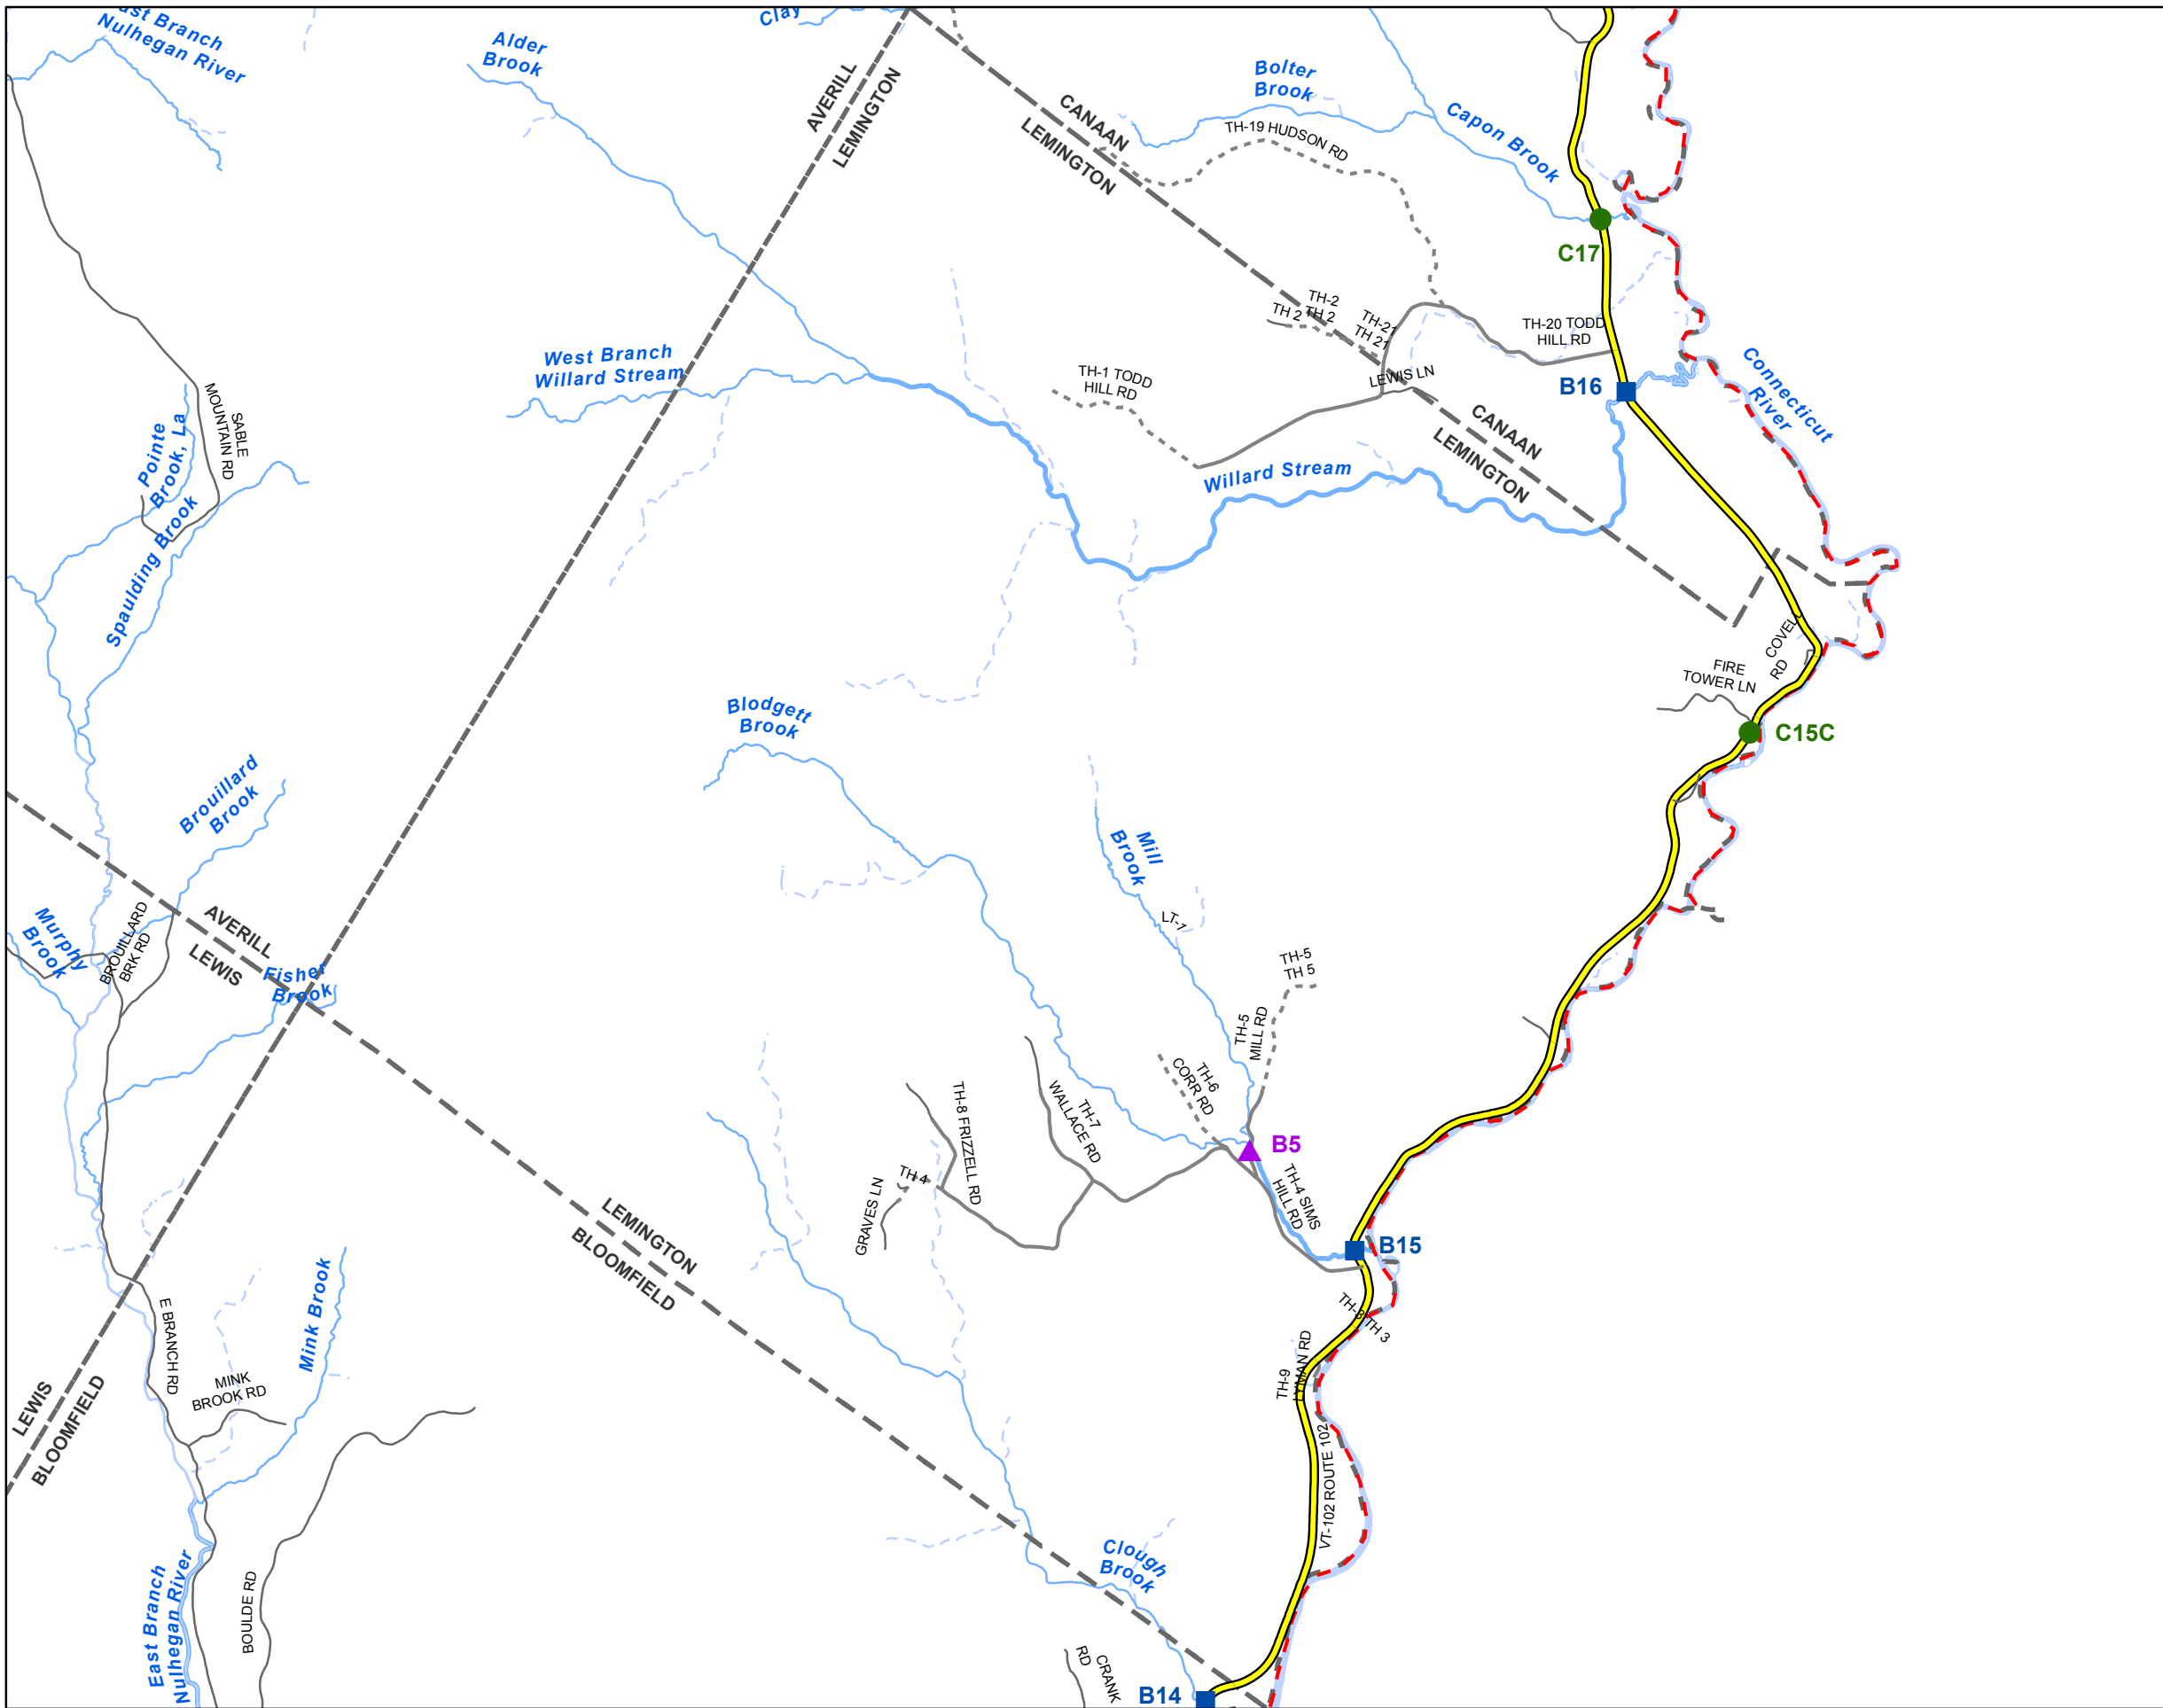 East Branch
Nulhegan River
Alder
Brook
Clay
AVERILL
LEMINGTON
CANAAN
LEMINGTON
Bolter
Brook
TH-19 HUDSON RD
Capon Brook
C17
TH-2
TH 2
TH 2
TH-21
TH 21
TH-20 TODD
HILL RD
West Branch
Willard Stream
TH-1 TODD
HILL RD
LEWIS LN
B16
Connecticut
River
SABLE
MOUNTAIN RD
Pointe
Brook, La
Spaulding Brook
CANAAN
LEMINGTON
Willard Stream
COVELL
RD
FIRE
TOWER LN
C15C
Blodgett
Brook
Brouillard
Brook
Mill
Brook
LT-1
Murphy
Brook
BROUILLARD
BRK RD
AVERILL
LEWIS
Fisher
Brook
TH-5
TH 5
TH-5
MILL RD
TH-6
CORR RD
TH-7
WALLACE RD
TH-8 FRIZZELL RD
TH-4
GRAVES LN
B5
TH-4 SIMS
HILL RD
B15
LEMINGTON
BLOOMFIELD
TH-3
TH 3
TH-9
LYMAN RD
E BRANCH RD
Mink Brook
MINK
BROOK RD
LEWIS
BLOOMFIELD
VT-102 ROUTE 102
Clough
Brook
East Branch
Nulhegan River
BOULDE RD
CRANK
RD
B14